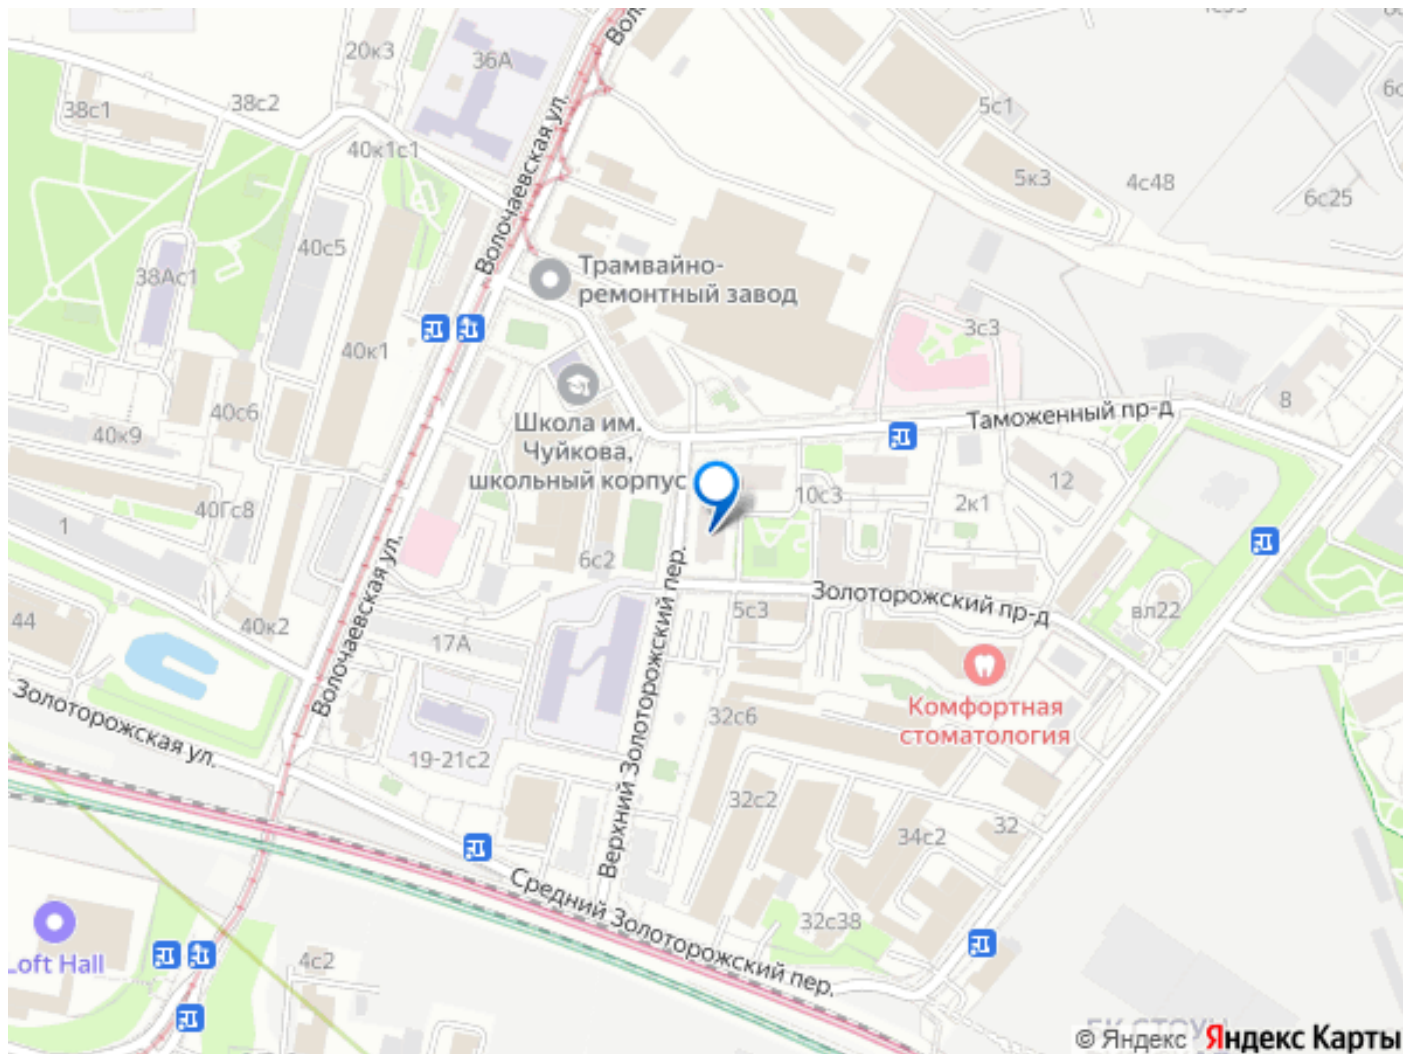 20к3
36А
38с1
38с2
40к1с1
Волочаевская ул.
5с1
5к3
4с48
6с25
40с5
38Ас1
Трамвайно-
ремонтный завод
3с3
40к1
40с6
40к9
Школа им.
Чуйкова,
школьный корпус
Таможенный пр-д
8
12
10с3
2к1
40Гс8
1
6с2
Волочаевская ул.
Верхний Золоторожский пер.
Золоторожский пр-д
5с3
вл22
44
40к2
17А
Золоторожская ул.
Комфортная
стоматология
32с6
19-21с2
32с2
34с2
32
Средний Золоторожский пер.
32с38
Loft Hall
4с2
© Яндекс Яндекс Карты